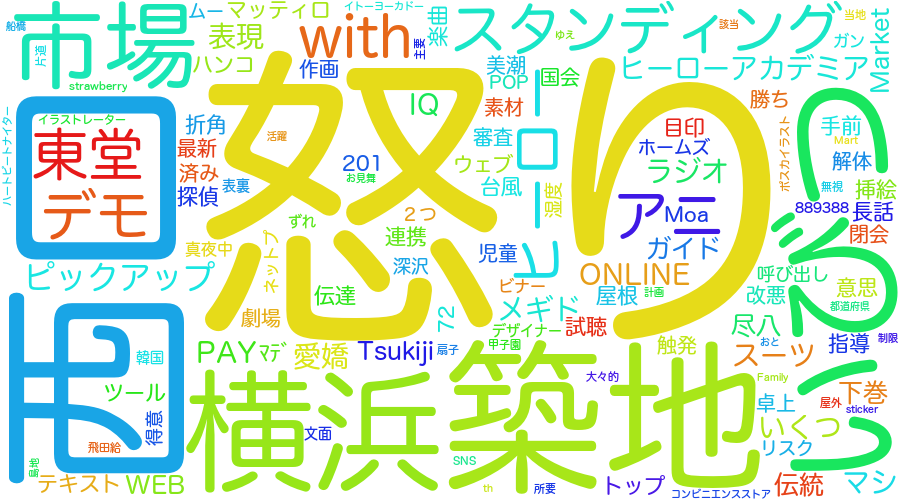 船橋
市場
片道
ムー
マッティロ
イトーヨーカドー
with
主要
楽曲
スタンディング
ゆえ
該当
当地
ガン
Market
strawberry
表現
ハンコ
作画
美潮
POP
国会
ヒーローアカデミア
ハートビートナイター
イラストレーター
東堂
デモ
折角
最新
済み
探偵
表裏
活躍
怒り
IQ
201
お見舞
素材
審査
ウェブ
台風
湿度
ヒーロー
目印
ホームズ
ラジオ
勝ち
ボスカイラスト
手前
Mart
解体
無視
挿絵
889388
長話
閉会
アニ
Moa
ガイド
真夜中
ずれ
2つ
連携
深沢
児童
ネットプ
伝達
ピックアップ
ONLINE
ビナー
屋根
計画
メギド
呼び出し
改悪
意思
都道府県
劇場
72
デザイナー
試聴
尽八
指導
制限
PAY
マデ
愛嬌
Tsukiji
扇子
甲子園
触発
おと
スーツ
韓国
ツール
得意
横浜
築地
大々的
Family
卓上
屋外
下巻
sticker
飛田給
文面
いくつ
リスク
テキスト
WEB
SNS
th
所要
トップ
コンビニエンスストア
伝統
マシ